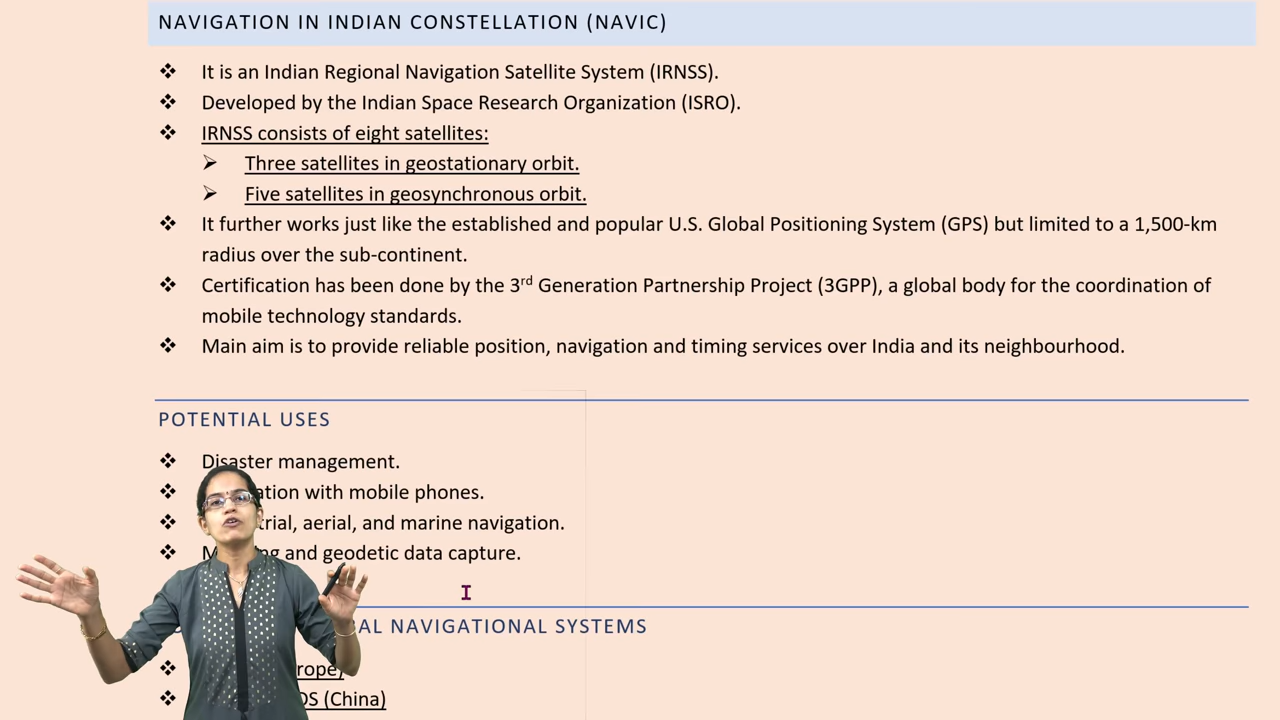 NAVIGATION IN INDIAN CONSTELLATION (NAVIC)
❖ It is an Indian Regional Navigation Satellite System (IRNSS).
❖ Developed by the Indian Space Research Organization (ISRO).
❖ IRNSS consists of eight satellites:
➢ Three satellites in geostationary orbit.
➢ Five satellites in geosynchronous orbit.
❖ It further works just like the established and popular U.S. Global Positioning System (GPS) but limited to a 1,500-km
radius over the sub-continent.
❖ Certification has been done by the 3rd Generation Partnership Project (3GPP), a global body for the coordination of
mobile technology standards.
❖ Main aim is to provide reliable position, navigation and timing services over India and its neighbourhood.
POTENTIAL USES
❖ Disaster management.
❖ with mobile phones.
❖ aerial, and marine navigation.
❖ and geodetic data capture.
NAVIGATIONAL SYSTEMS
❖
❖ (China)